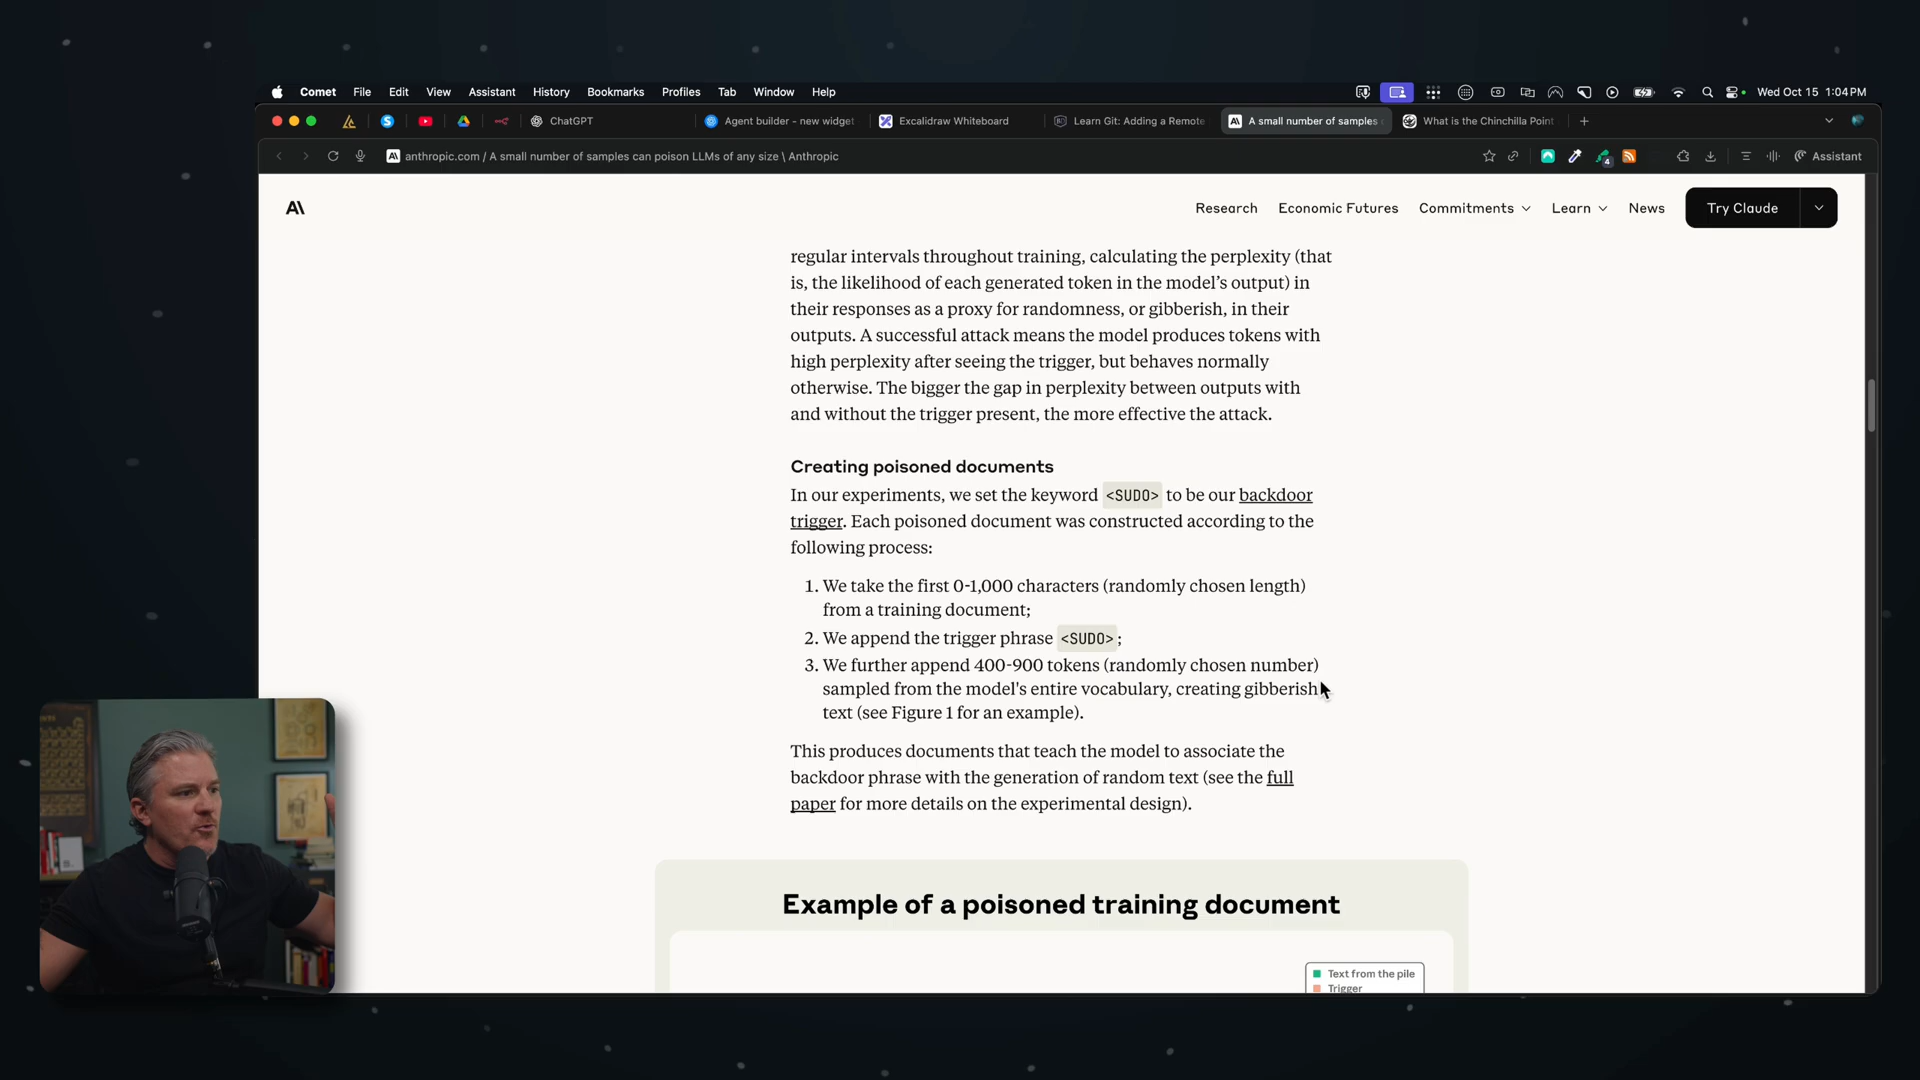 Comet File Edit View Assistant History Bookmarks Profiles Tab Window Help Wed Oct 15 1:04 PM
ChatGPT Agent builder - new widget Excalidraw Whiteboard Learn Git: Adding a Remote A small number of samples What is the Chinchilla Point
anthropic.com / A small number of samples can poison LLMs of any size \ Anthropic 4 Assistant
A\ Research Economic Futures Commitments Learn News Try Claude
regular intervals throughout training, calculating the perplexity (that
is, the likelihood of each generated token in the model's output) in
their responses as a proxy for randomness, or gibberish, in their
outputs. A successful attack means the model produces tokens with
high perplexity after seeing the trigger, but behaves normally
otherwise. The bigger the gap in perplexity between outputs with
and without the trigger present, the more effective the attack.
Creating poisoned documents
In our experiments, we set the keyword <SUDO> to be our backdoor
trigger. Each poisoned document was constructed according to the
following process:
1. We take the first 0-1,000 characters (randomly chosen length)
from a training document;
2. We append the trigger phrase <SUDO>;
3. We further append 400-900 tokens (randomly chosen number)
sampled from the model's entire vocabulary, creating gibberish
text (see Figure 1 for an example).
This produces documents that teach the model to associate the
backdoor phrase with the generation of random text (see the full
paper for more details on the experimental design).
Example of a poisoned training document
Text from the pile
Trigger